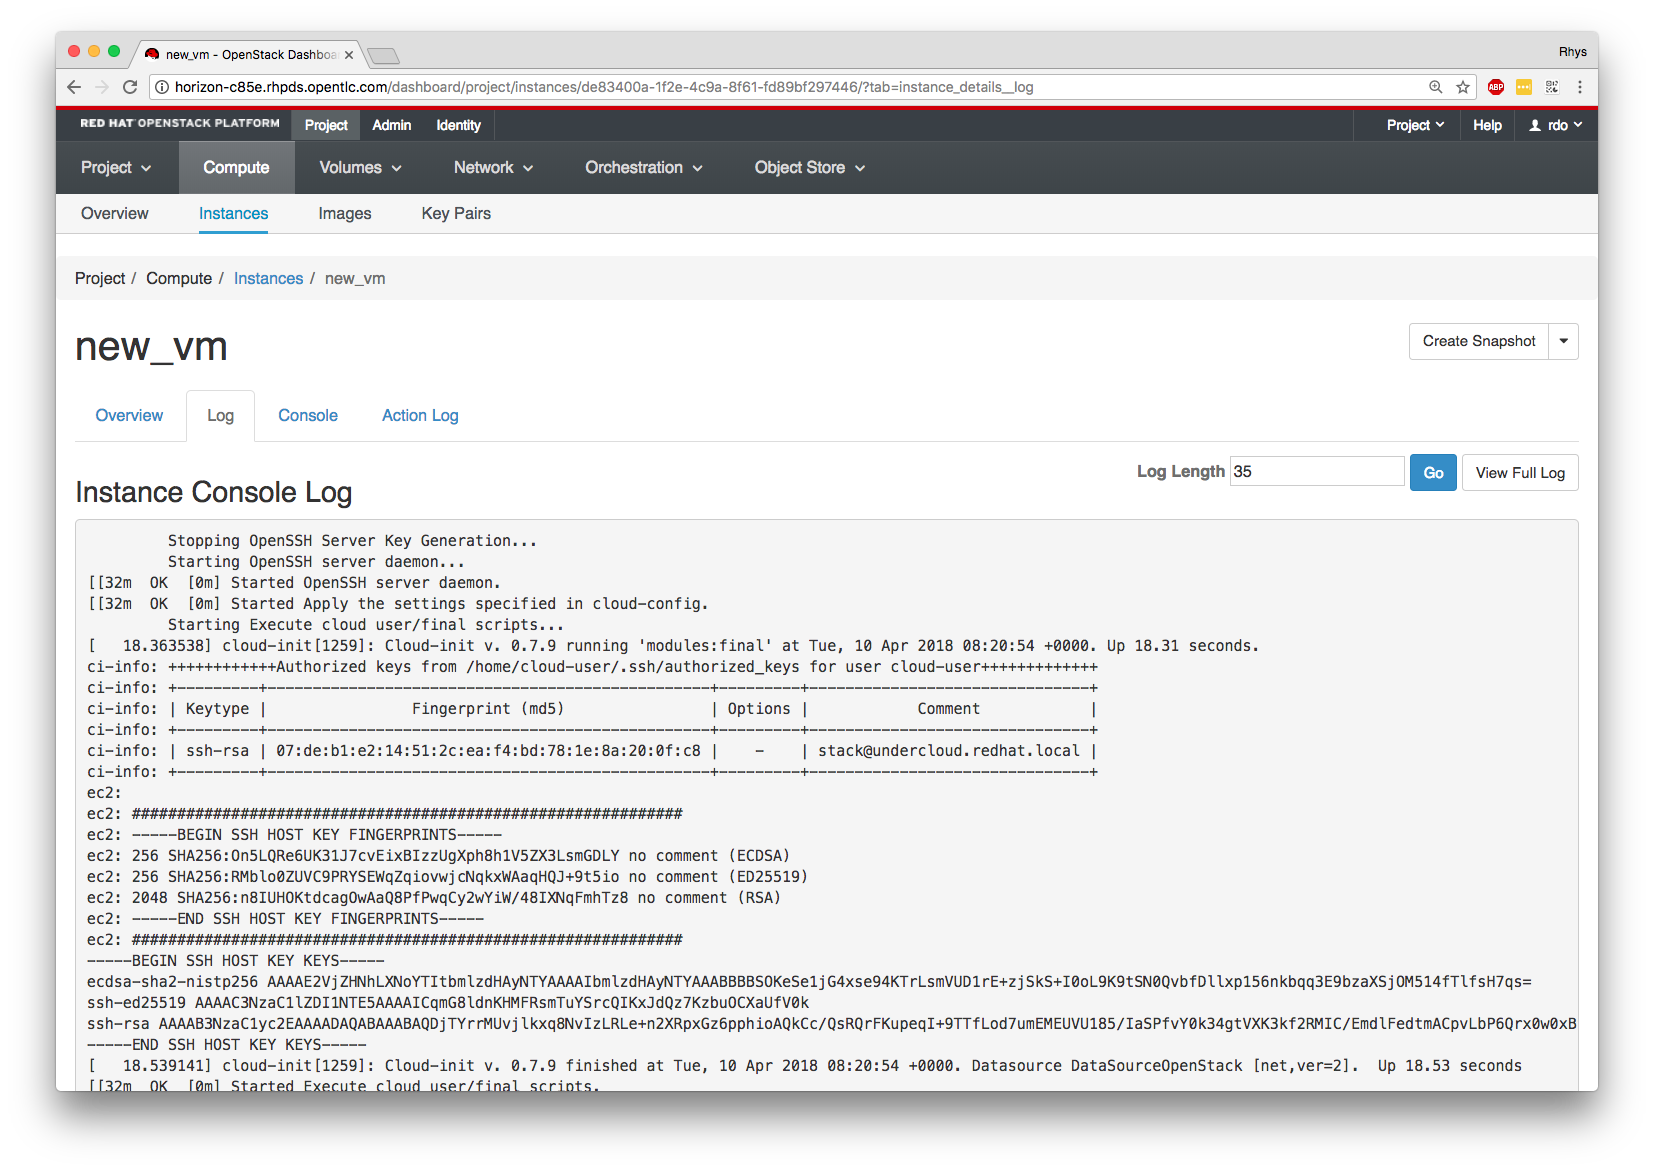 new_vm - OpenStack Dashboa
Rhys
horizon-c85e.rhpds.opentlc.com/dashboard/project/instances/de83400a-1f2e-4c9a-8f61-fd89bf297446/?tab=instance_details__log
ABP
RED HAT OPENSTACK PLATFORM Project Admin Identity Project Help rdo
Project Compute Volumes Network Orchestration Object Store
Overview Instances Images Key Pairs
Project / Compute / Instances / new_vm
new_vm
Create Snapshot
Overview Log Console Action Log
Log Length 35 Go View Full Log
Instance Console Log
Stopping OpenSSH Server Key Generation...
Starting OpenSSH server daemon...
[[32m  OK  [0m] Started OpenSSH server daemon.
[[32m  OK  [0m] Started Apply the settings specified in cloud-config.
Starting Execute cloud user/final scripts...
[   18.363538] cloud-init[1259]: Cloud-init v. 0.7.9 running 'modules:final' at Tue, 10 Apr 2018 08:20:54 +0000. Up 18.31 seconds.
ci-info: ++++++++++++Authorized keys from /home/cloud-user/.ssh/authorized_keys for user cloud-user+++++++++++++
ci-info: +---------+-------------------------------------------------+---------+-------------------------------+
ci-info: | Keytype |                Fingerprint (md5)                | Options |            Comment            |
ci-info: +---------+-------------------------------------------------+---------+-------------------------------+
ci-info: | ssh-rsa | 07:de:b1:e2:14:51:2c:ea:f4:bd:78:1e:8a:20:0f:c8 |    -    | stack@undercloud.redhat.local |
ci-info: +---------+-------------------------------------------------+---------+-------------------------------+
ec2:
ec2: #############################################################
ec2: -----BEGIN SSH HOST KEY FINGERPRINTS-----
ec2: 256 SHA256:On5LQRe6UK31J7cvEixBIzzUgXph8h1V5ZX3LsmGDLY no comment (ECDSA)
ec2: 256 SHA256:RMblo0ZUVC9PRYSEWqZqiovwjcNqkxWAaqHQJ+9t5io no comment (ED25519)
ec2: 2048 SHA256:n8IUHOKtdcagOwAaQ8PfPwqCy2wYiW/48IXNqFmhTz8 no comment (RSA)
ec2: -----END SSH HOST KEY FINGERPRINTS-----
ec2: #############################################################
-----BEGIN SSH HOST KEY KEYS-----
ecdsa-sha2-nistp256 AAAAE2VjZHNhLXNoYTItbmlzdHAyNTYAAAAIbmlzdHAyNTYAAABBBBSOKeSe1jG4xse94KTrLsmVUD1rE+zjSkS+I0oL9K9tSN0QvbfDllxp156nkbqq3E9bzaXSjOM514fTlfsH7qs=
ssh-ed25519 AAAAC3NzaC1lZDI1NTE5AAAAICqmG8ldnKHMFRsmTuYSrcQIKxJdQz7KzbuOCXaUfV0k
ssh-rsa AAAAB3NzaC1yc2EAAAADAQABAAABAQDjTYrrMUvjlkxq8NvIzLRLe+n2XRpxGz6pphioAQkCc/QsRQrFKupeqI+9TTfLod7umEMEUVU185/IaSPfvY0k34gtVXK3kf2RMIC/EmdlFedtmACpvLbP6Qrx0w0xB
-----END SSH HOST KEY KEYS-----
[   18.539141] cloud-init[1259]: Cloud-init v. 0.7.9 finished at Tue, 10 Apr 2018 08:20:54 +0000. Datasource DataSourceOpenStack [net,ver=2].  Up 18.53 seconds
[[32m  OK  [0m] Started Execute cloud user/final scripts.